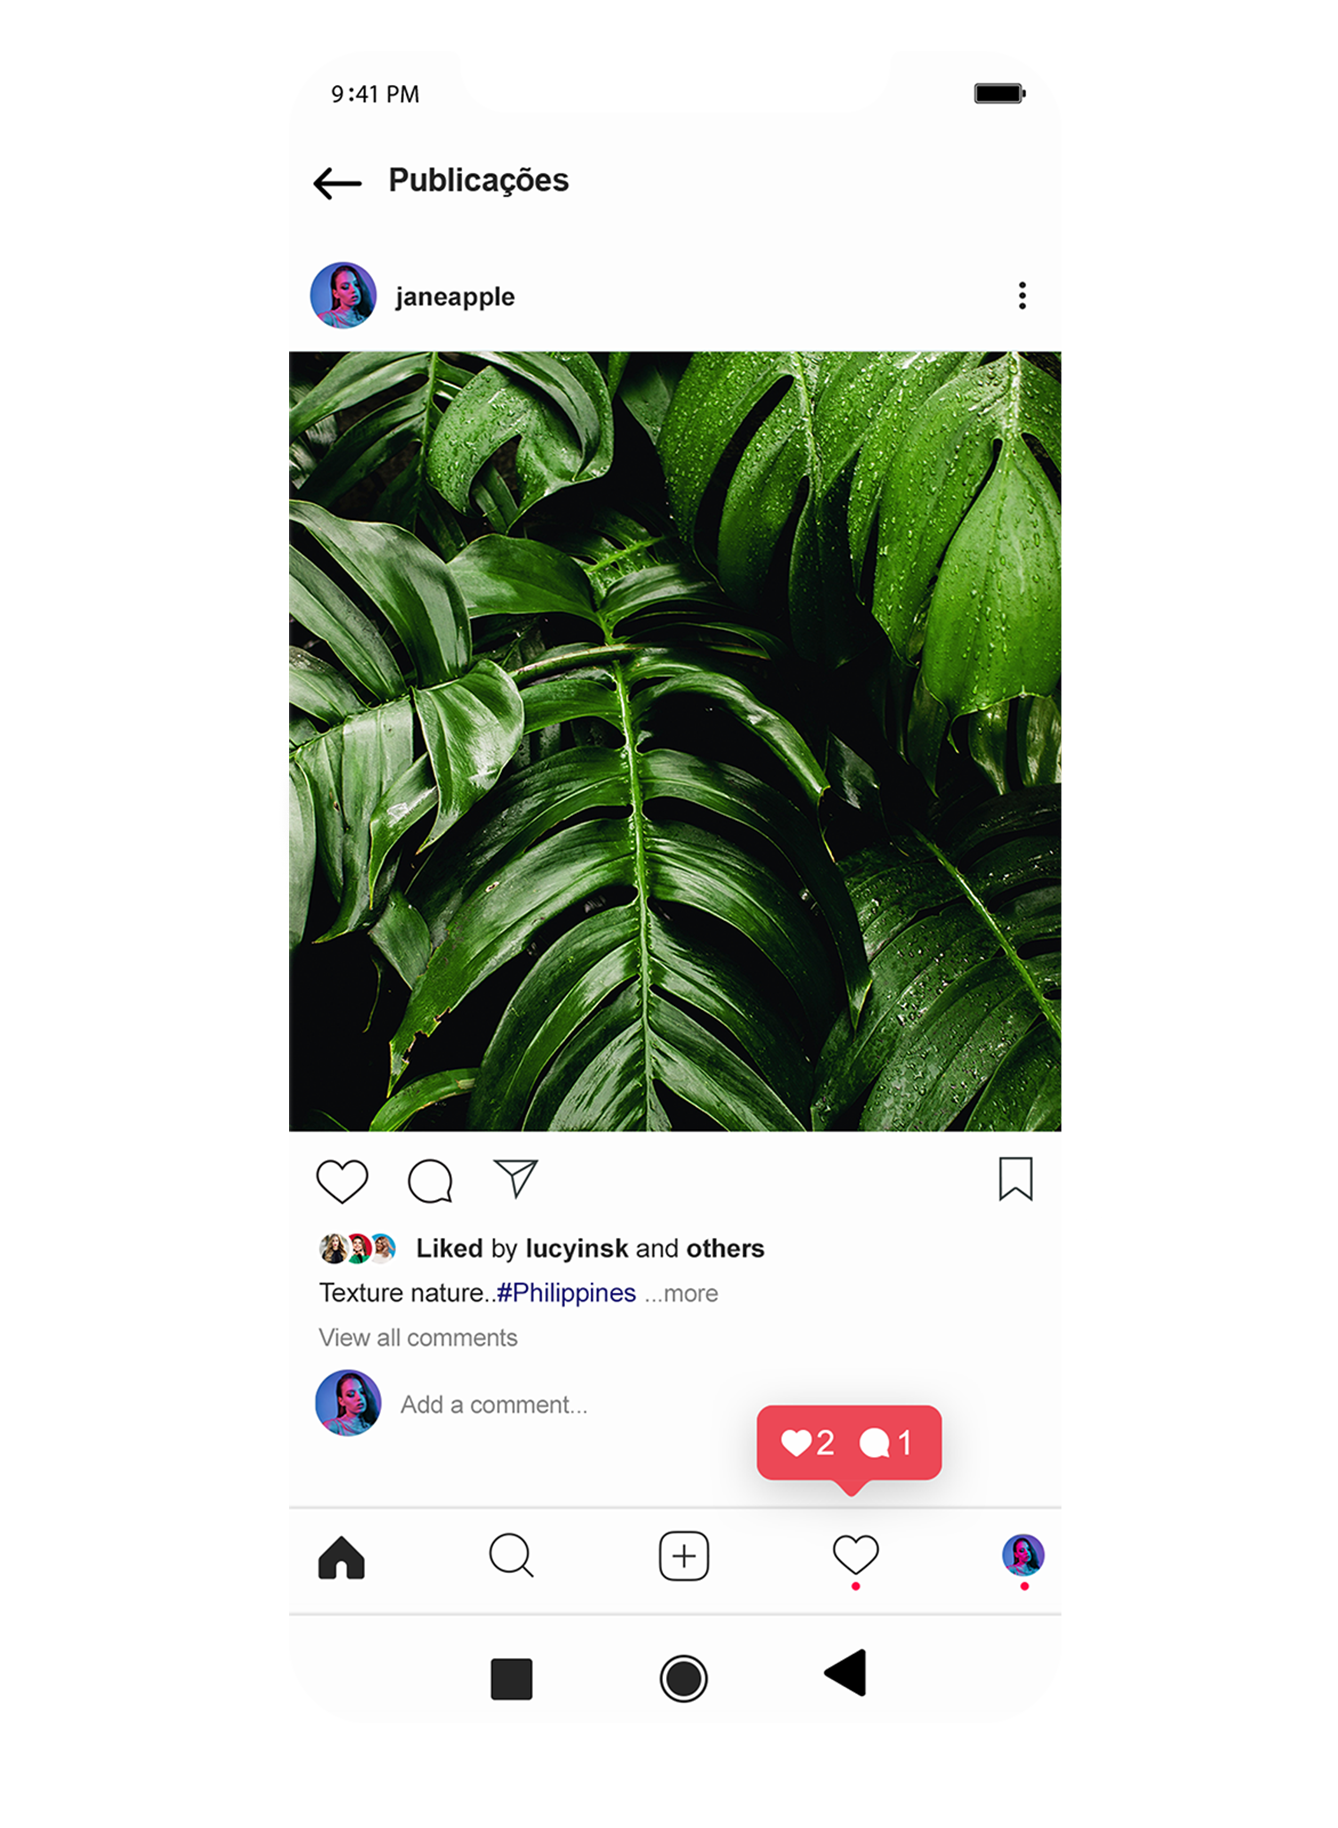 9:41 PM
Publicações
janeapple
Liked by lucyinsk and others
Texture nature..#Philippines ...more
View all comments
Add a comment...
2 1